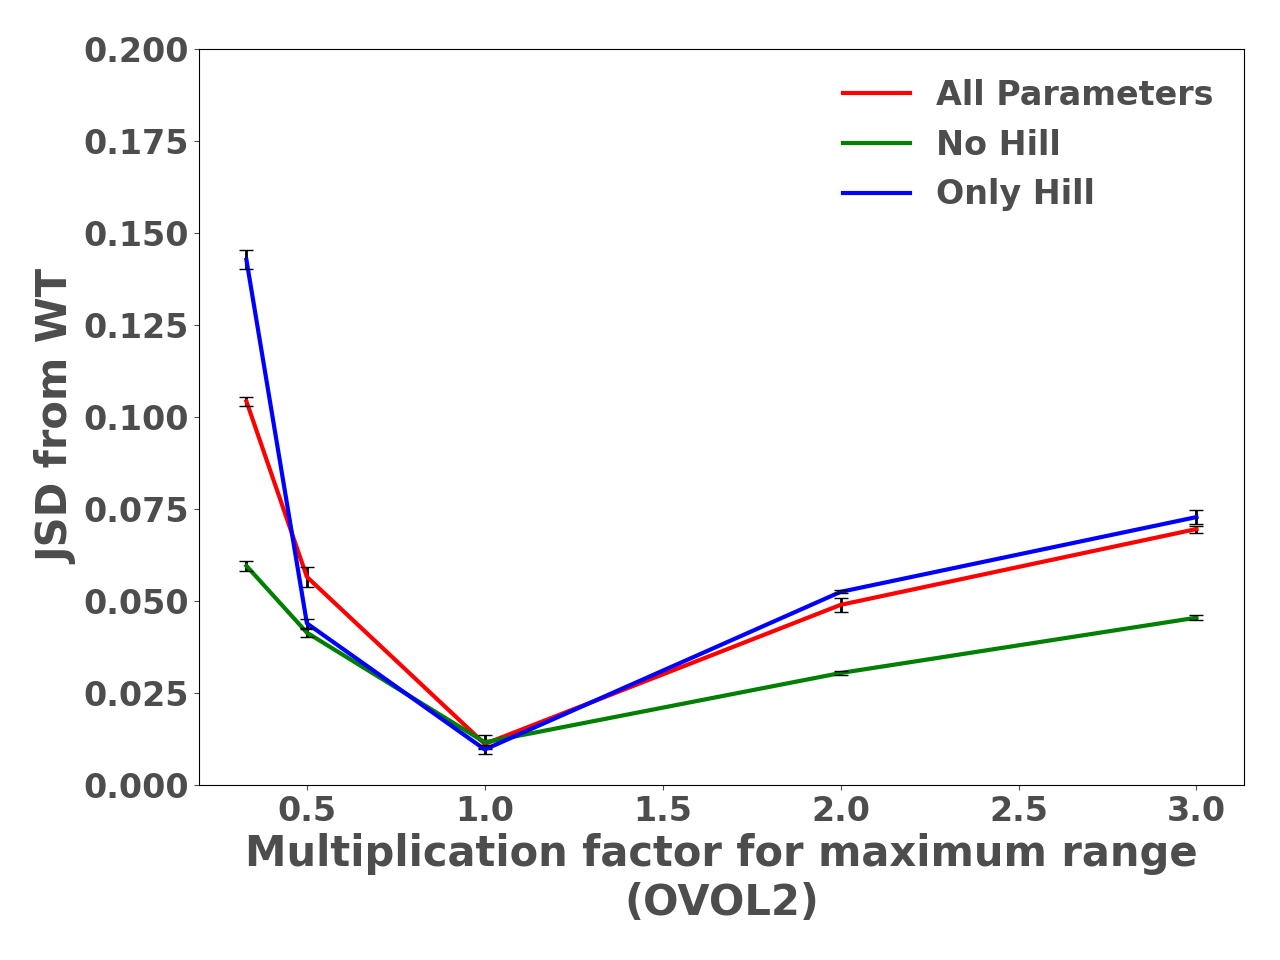 0.200
0.175
0.150
0.125
0.100
0.075
0.050
0.025
0.000
JSD from WT
All Parameters
No Hill
Only Hill
0.5 1.0 1.5 2.0 2.5 3.0
Multiplication factor for maximum range
(OVOL2)